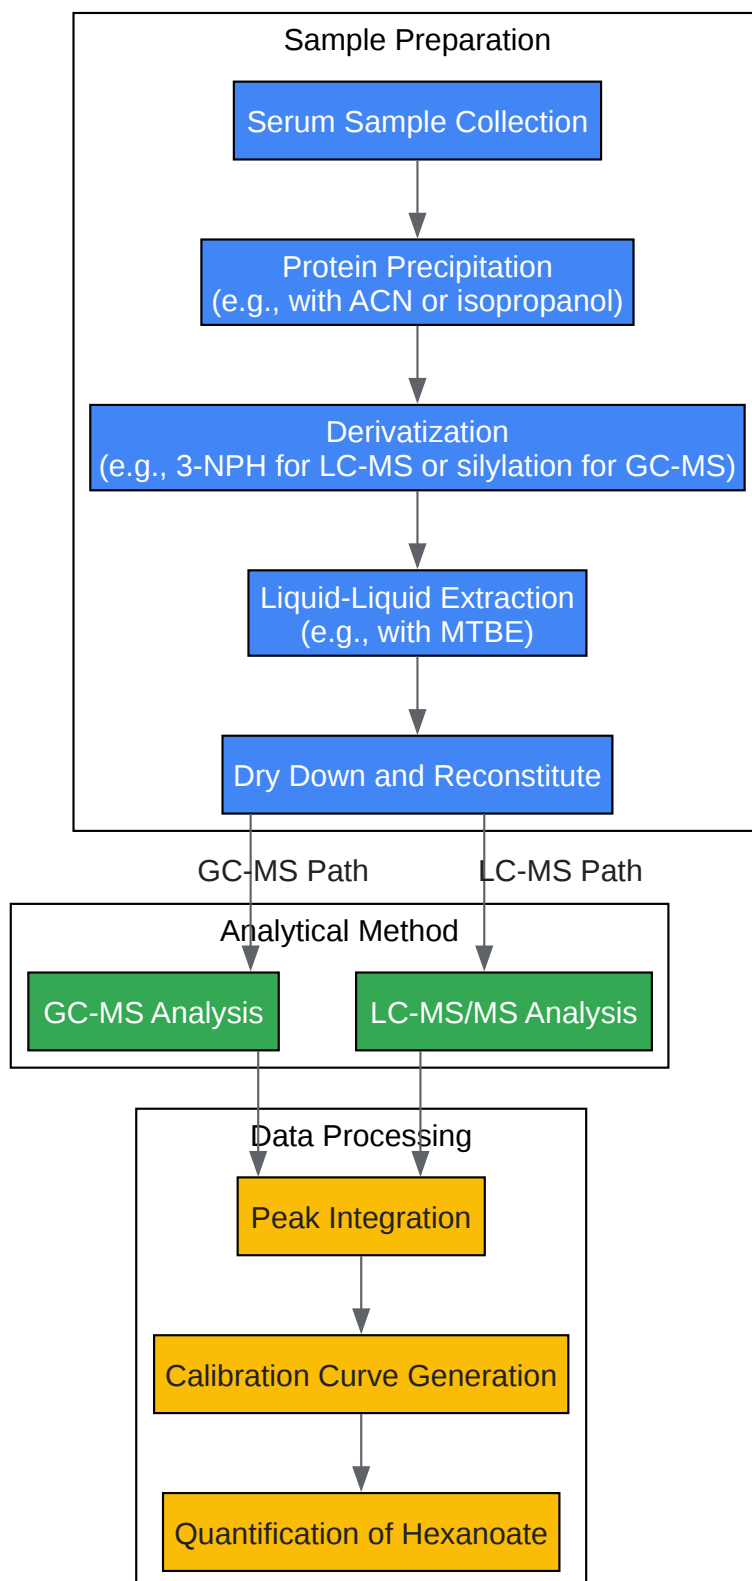 Sample Preparation
Serum Sample Collection
Protein Precipitation
(e.g., with ACN or isopropanol)
Derivatization
(e.g., 3-NPH for LC-MS or silylation for GC-MS)
Liquid-Liquid Extraction
(e.g., with MTBE)
Dry Down and Reconstitute
GC-MS Path
LC-MS Path
Analytical Method
GC-MS Analysis
LC-MS/MS Analysis
Data Processing
Peak Integration
Calibration Curve Generation
Quantification of Hexanoate